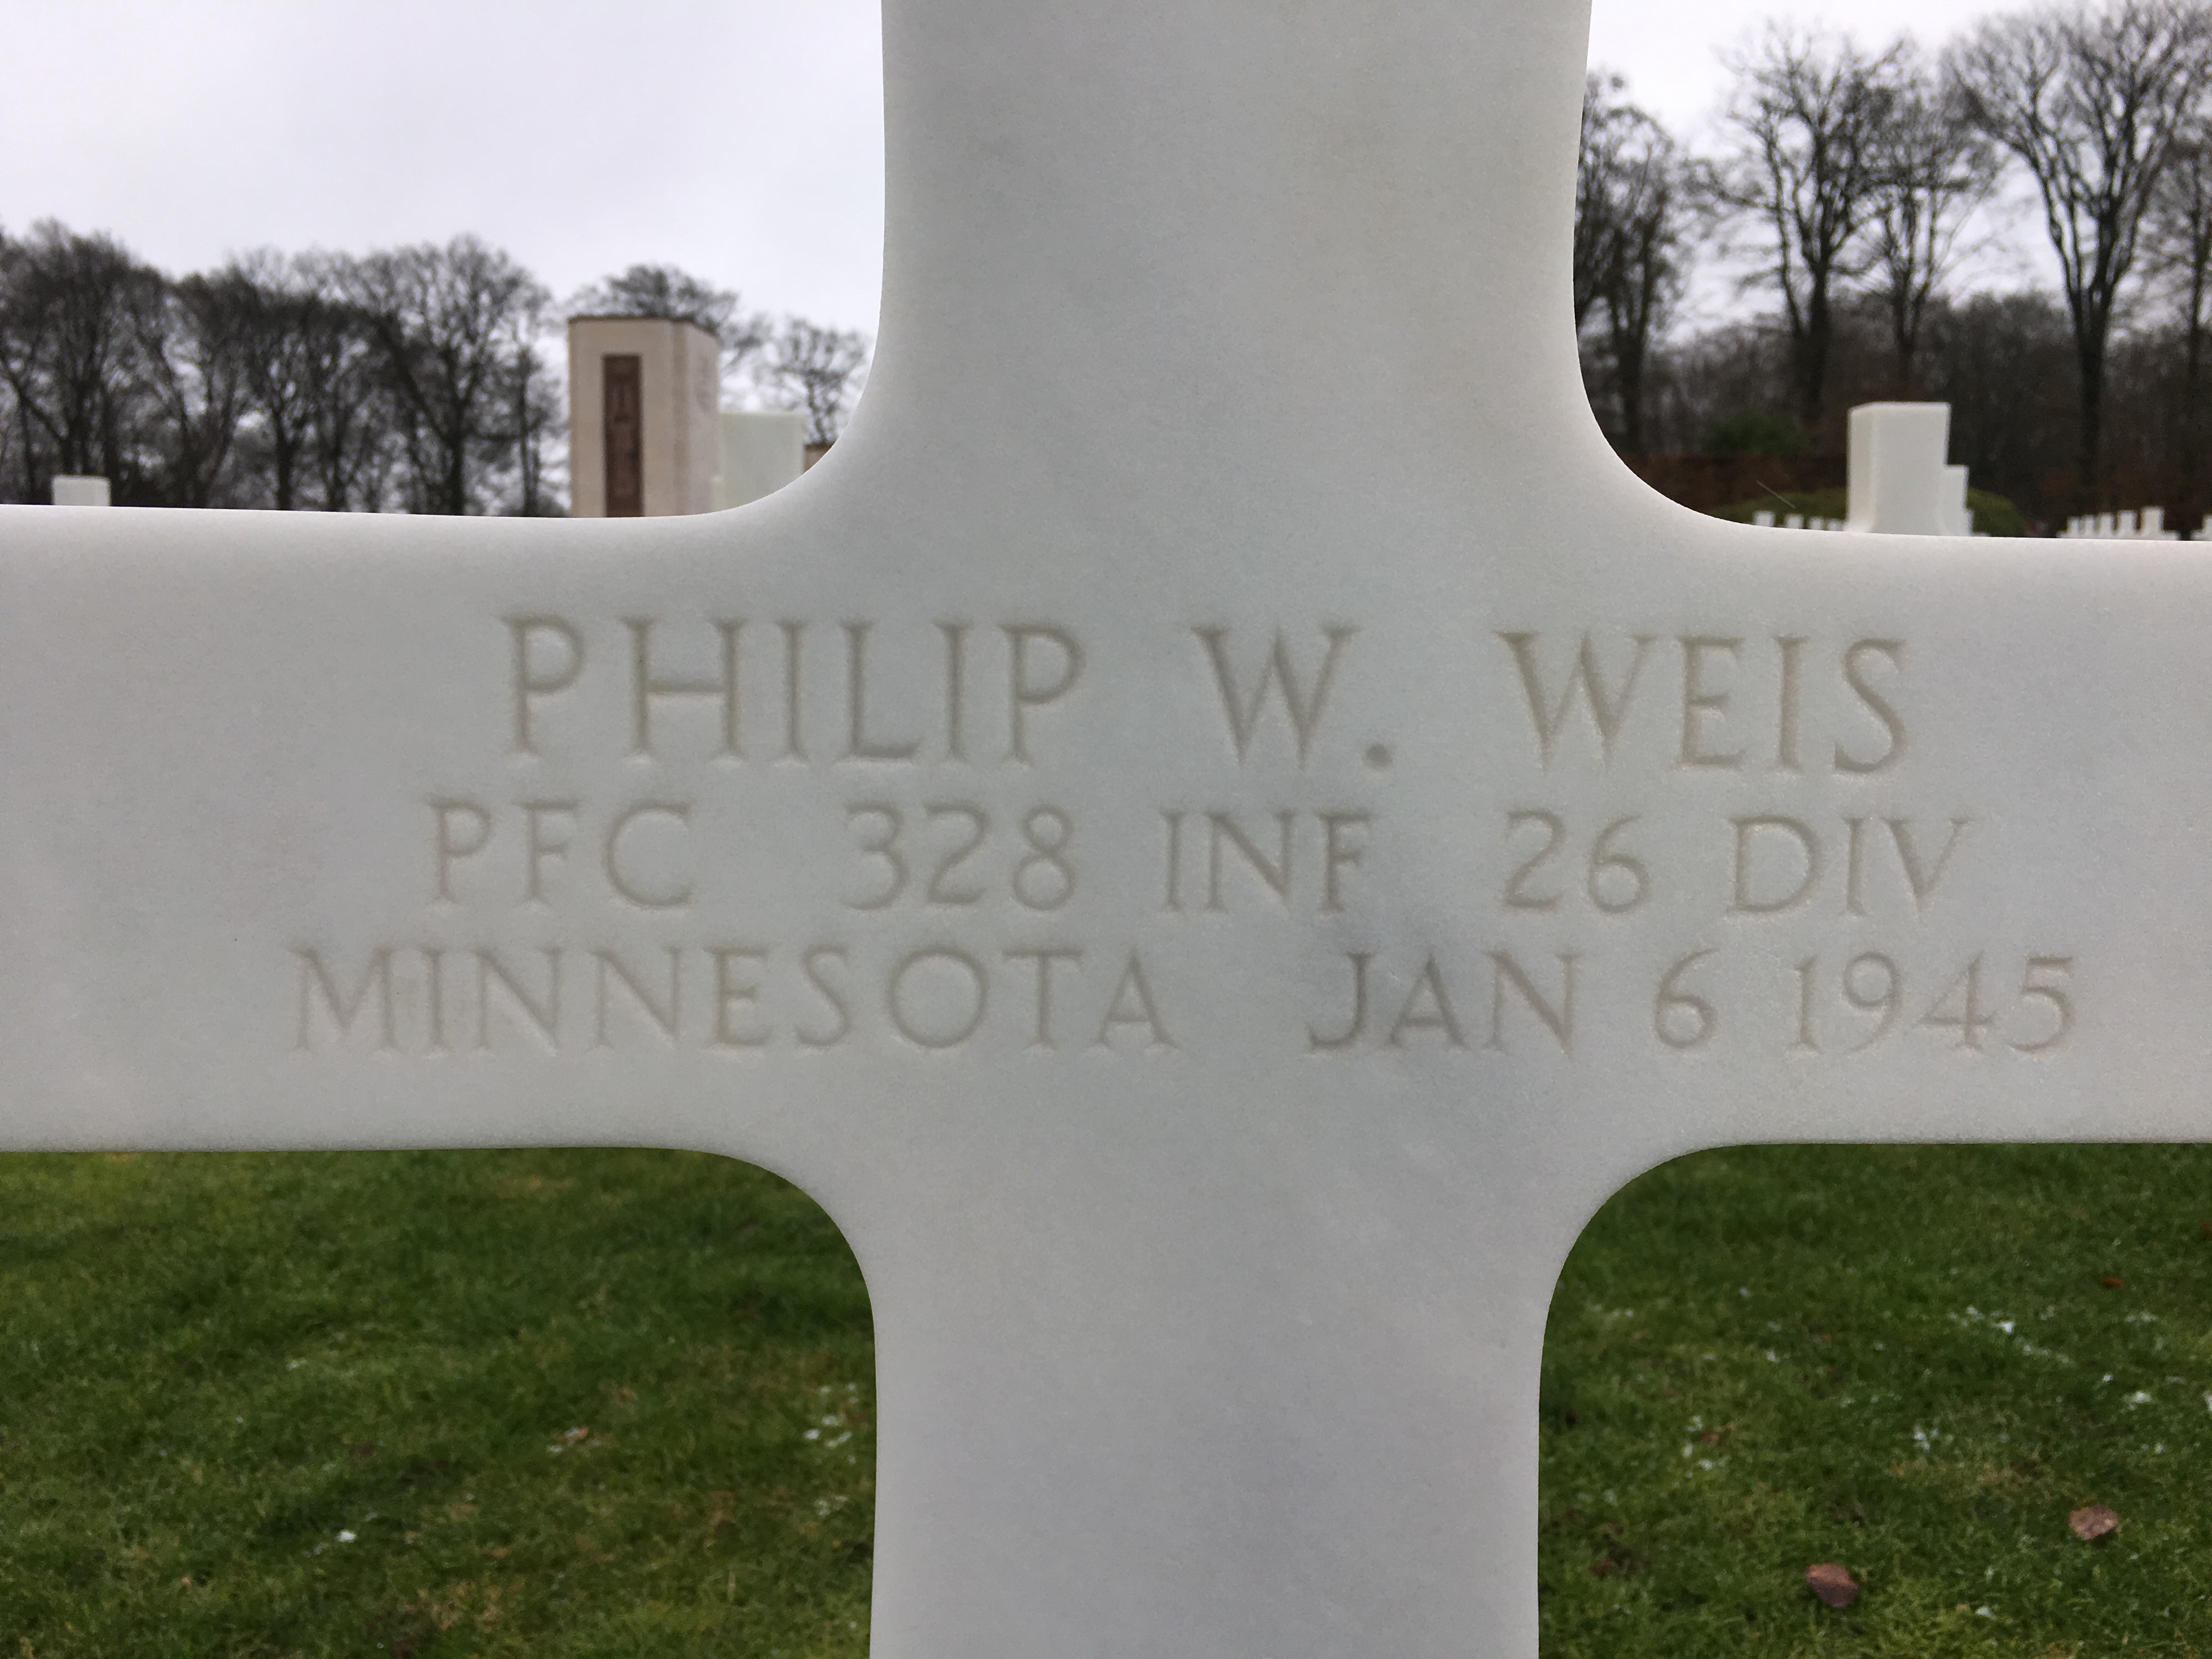 PHILIP W. WEIS
PFC 328 INF 26 DIV
MINNESOTA JAN 6 1945